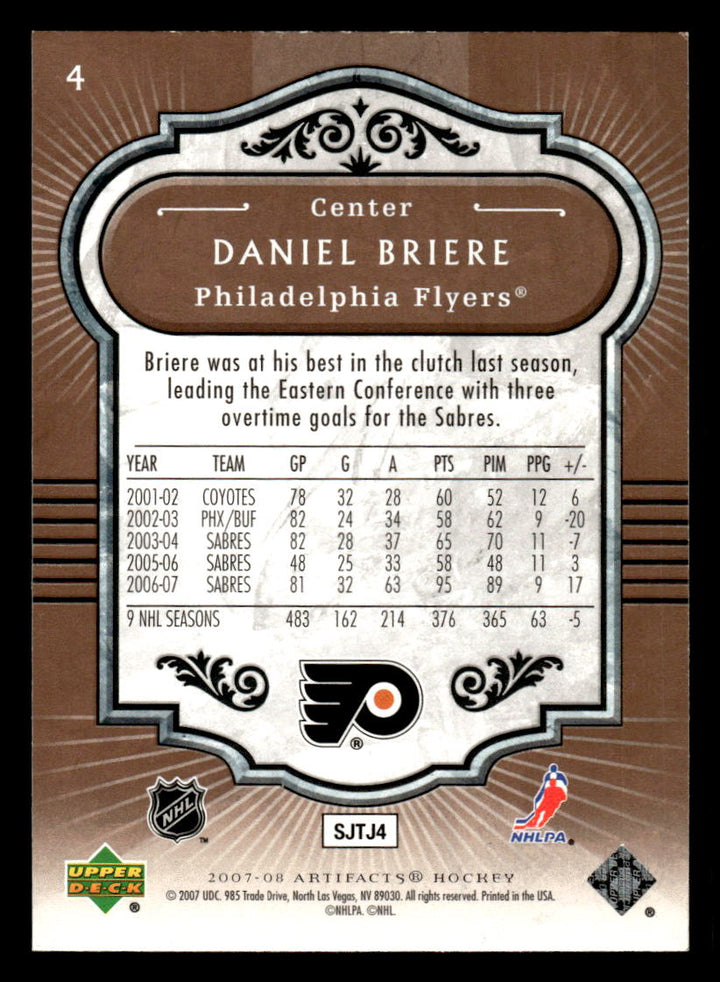 4
Center
DANIEL BRIERE
Philadelphia Flyers®
Briere was at his best in the clutch last season,
leading the Eastern Conference with three
overtime goals for the Sabres.
YEAR TEAM GP G A PTS PIM PPG +/-
2001-02 COYOTES 78 32 28 60 52 12 6
2002-03 PHX/BUF 82 24 34 58 62 9 -20
2003-04 SABRES 82 28 37 65 70 11 -7
2005-06 SABRES 48 25 33 58 48 11 3
2006-07 SABRES 81 32 63 95 89 9 17
9 NHL SEASONS 483 162 214 376 365 63 -5
®
NHL
™
SJTJ4
NHLPA®
UPPER
DECK
®
2007-08 ARTIFACTS® HOCKEY
© 2007 UDC. 985 Trade Drive, North Las Vegas, NV 89030. All rights reserved. Printed in the USA.
©NHLPA. ©NHL.
®